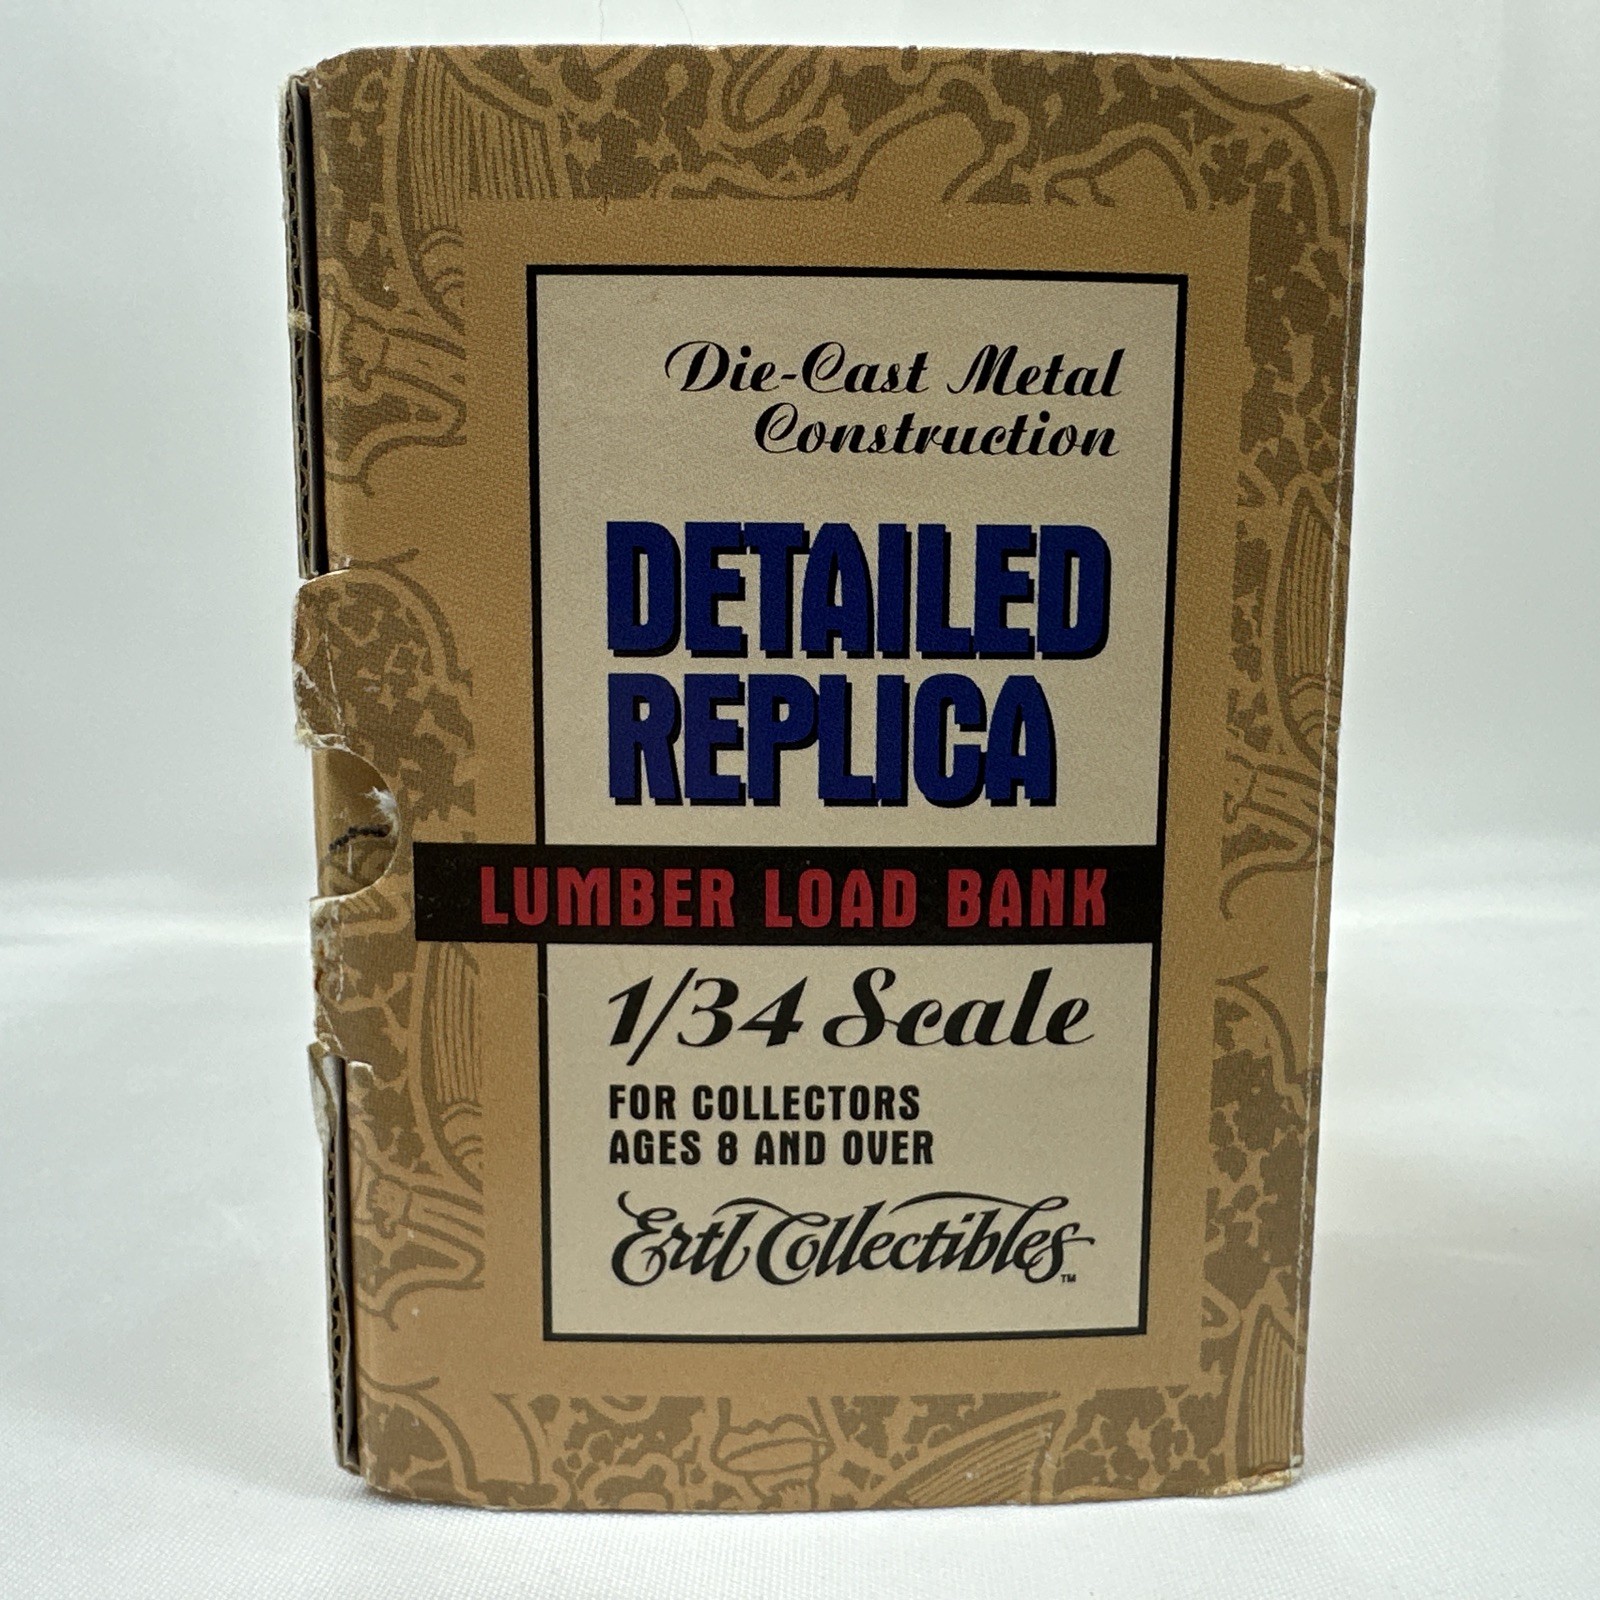 Die-Cast Metal
Construction
DETAILED
REPLICA
LUMBER LOAD BANK
1/34 Scale
FOR COLLECTORS
AGES 8 AND OVER
Ertl Collectibles™